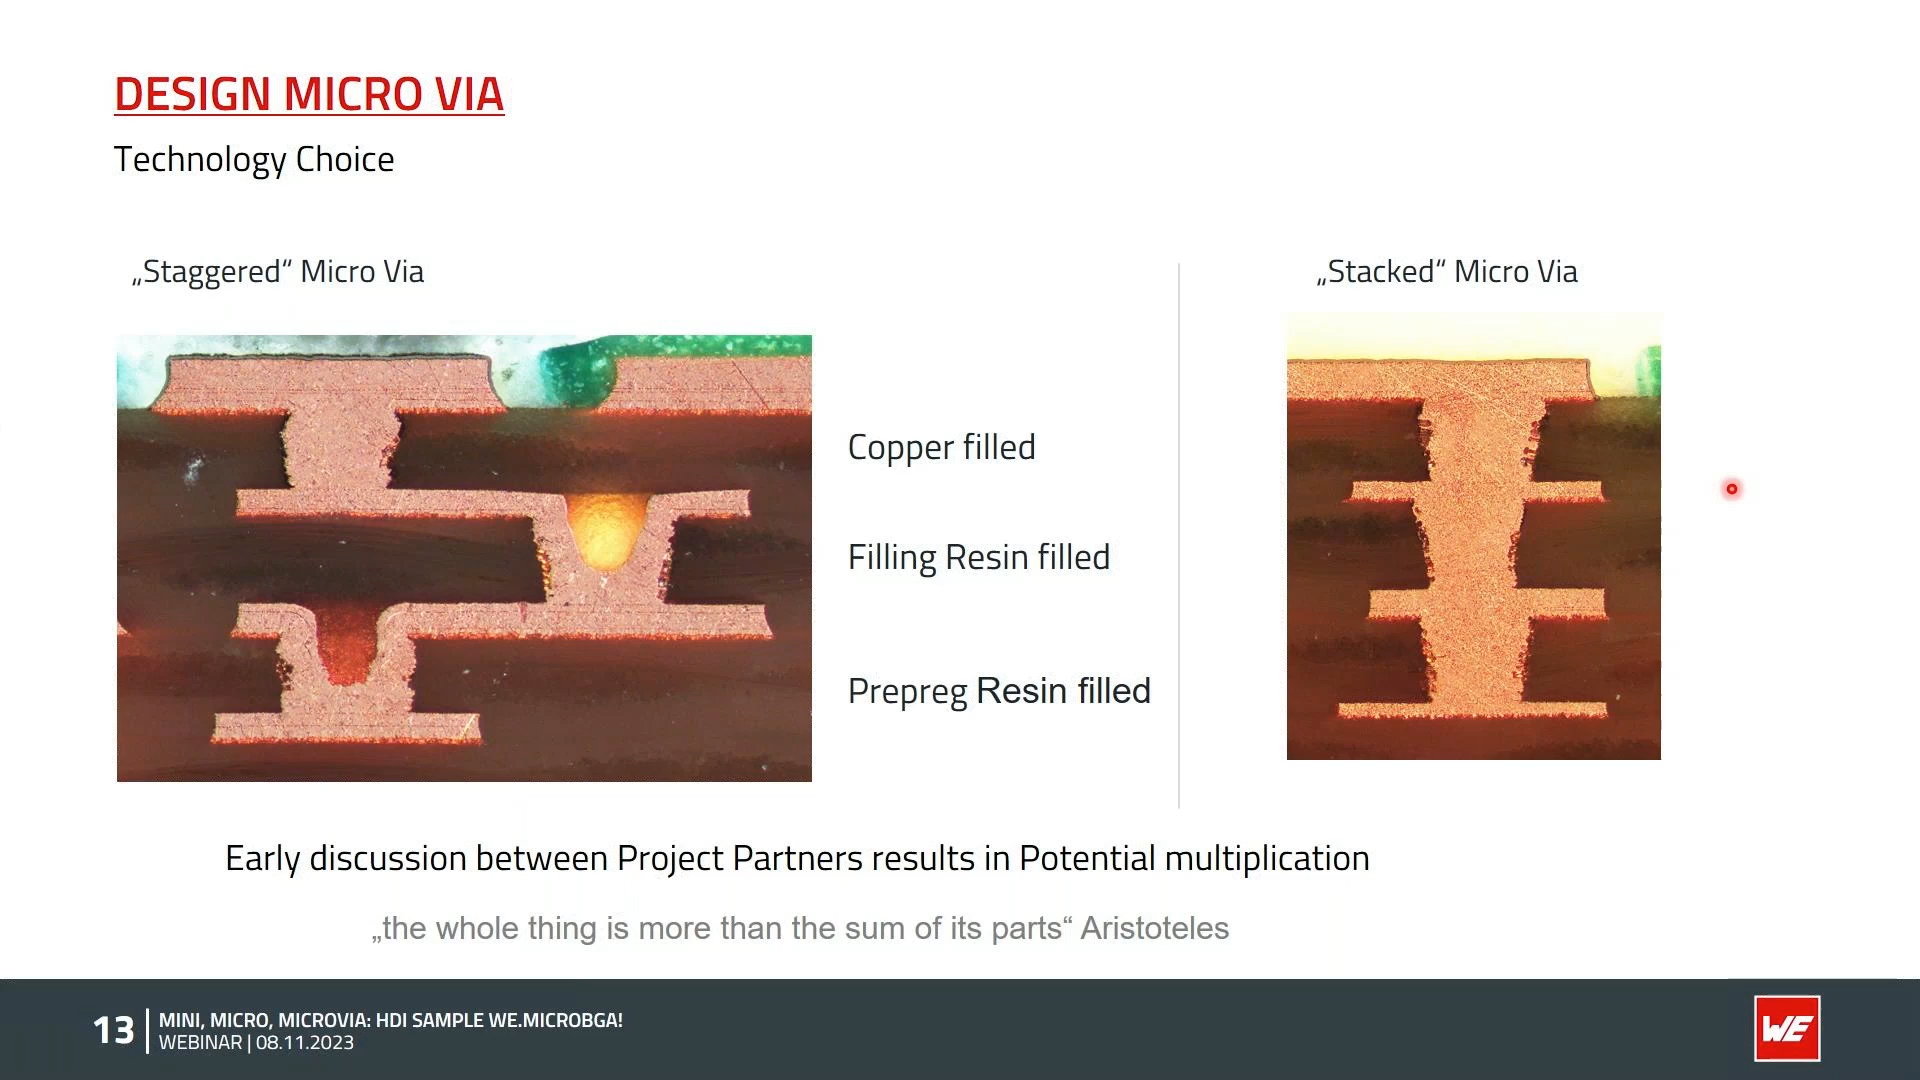 DESIGN MICRO VIA
Technology Choice
„Staggered“ Micro Via
Copper filled
Filling Resin filled
Prepreg Resin filled
„Stacked“ Micro Via
Early discussion between Project Partners results in Potential multiplication
„the whole thing is more than the sum of its parts“ Aristoteles
13
MINI, MICRO, MICROVIA: HDI SAMPLE WE.MICROBGA!
WEBINAR | 08.11.2023
WE